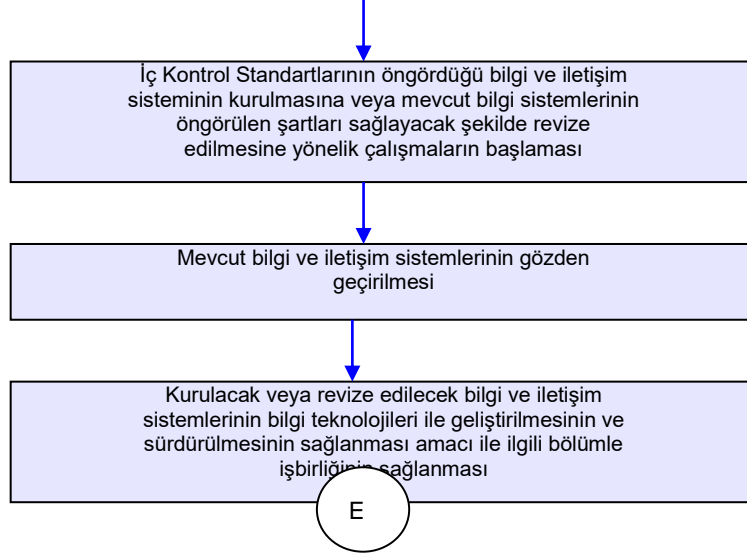 İç Kontrol Standartlarının öngördüğü bilgi ve iletişim
sisteminin kurulmasına veya mevcut bilgi sistemlerinin
öngörülen şartları sağlayacak şekilde revize
edilmesine yönelik çalışmaların başlaması
Mevcut bilgi ve iletişim sistemlerinin gözden
geçirilmesi
Kurulacak veya revize edilecek bilgi ve iletişim
sistemlerinin bilgi teknolojileri ile geliştirilmesinin ve
sürdürülmesinin sağlanması amacı ile ilgili bölümle
işbirliğinin sağlanması
E